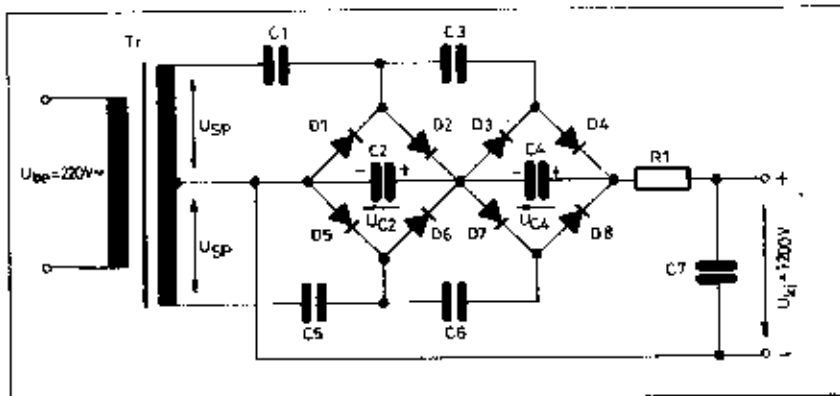 Tr
C1
C3
USP
D1
D2
D3
D4
Ube=220V~
C2
C4
R1
+
- +
- +
UC2
UC4
USP
D5
D6
D7
D8
C7
Uki=1200V
C5
C6
-